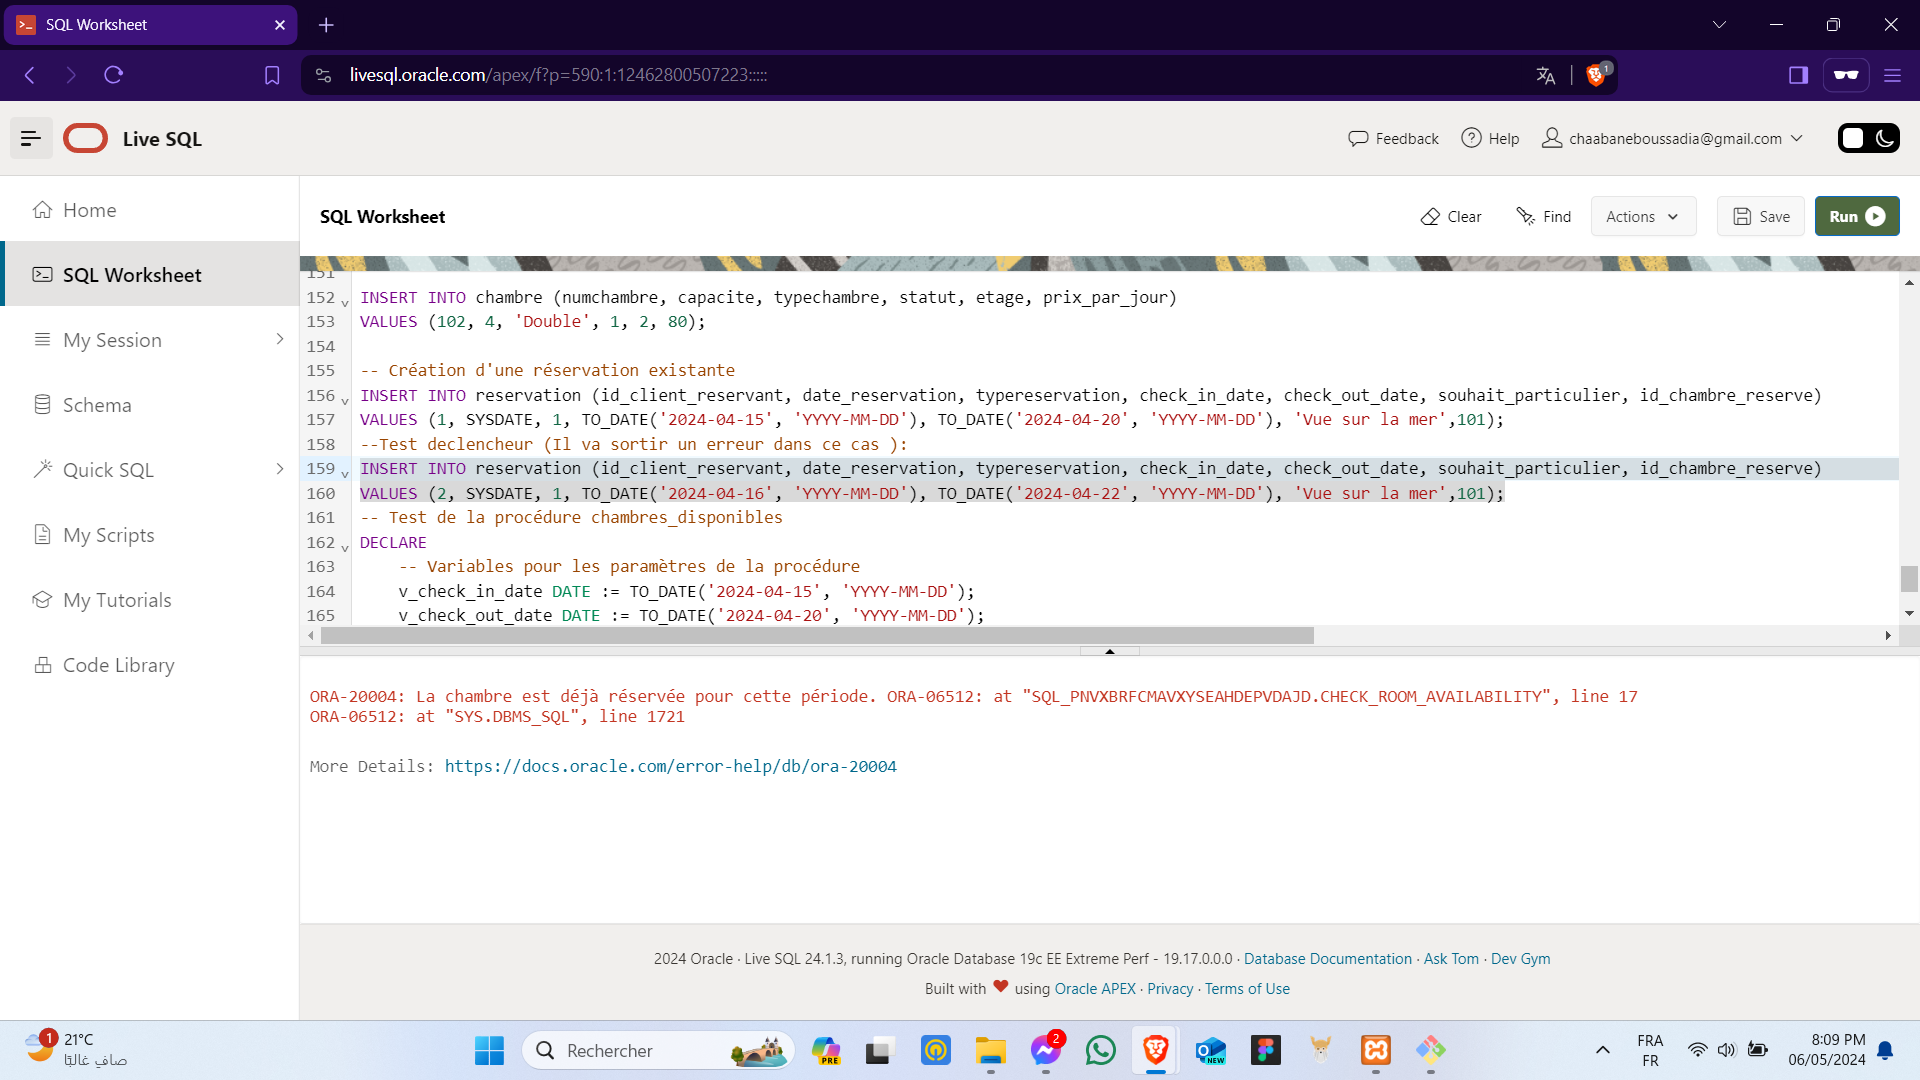 SQL Worksheet
livesql.oracle.com/apex/f?p=590:1:12462800507223:::::
1
Live SQL
Feedback
Help
chaabaneboussadia@gmail.com
Home
SQL Worksheet
My Session
Schema
Quick SQL
My Scripts
My Tutorials
Code Library
SQL Worksheet
Clear
Find
Actions
Save
Run
151
152 INSERT INTO chambre (numchambre, capacite, typechambre, statut, etage, prix_par_jour)
153 VALUES (102, 4, 'Double', 1, 2, 80);
154
155 -- Création d'une réservation existante
156 INSERT INTO reservation (id_client_reservant, date_reservation, typereservation, check_in_date, check_out_date, souhait_particulier, id_chambre_reserve)
157 VALUES (1, SYSDATE, 1, TO_DATE('2024-04-15', 'YYYY-MM-DD'), TO_DATE('2024-04-20', 'YYYY-MM-DD'), 'Vue sur la mer',101);
158 --Test declencheur (Il va sortir un erreur dans ce cas ):
159 INSERT INTO reservation (id_client_reservant, date_reservation, typereservation, check_in_date, check_out_date, souhait_particulier, id_chambre_reserve)
160 VALUES (2, SYSDATE, 1, TO_DATE('2024-04-16', 'YYYY-MM-DD'), TO_DATE('2024-04-22', 'YYYY-MM-DD'), 'Vue sur la mer',101);
161 -- Test de la procédure chambres_disponibles
162 DECLARE
163 -- Variables pour les paramètres de la procédure
164 v_check_in_date DATE := TO_DATE('2024-04-15', 'YYYY-MM-DD');
165 v_check_out_date DATE := TO_DATE('2024-04-20', 'YYYY-MM-DD');
ORA-20004: La chambre est déjà réservée pour cette période. ORA-06512: at "SQL_PNVXBRFCMAVXYSEAHDEPVDAJD.CHECK_ROOM_AVAILABILITY", line 17
ORA-06512: at "SYS.DBMS_SQL", line 1721
More Details: https://docs.oracle.com/error-help/db/ora-20004
2024 Oracle · Live SQL 24.1.3, running Oracle Database 19c EE Extreme Perf - 19.17.0.0.0 · Database Documentation · Ask Tom · Dev Gym
Built with ❤ using Oracle APEX · Privacy · Terms of Use
1
21°C
صافٍ غالبًا
Rechercher
PRE
2
NEW
FRA
FR
8:09 PM
06/05/2024